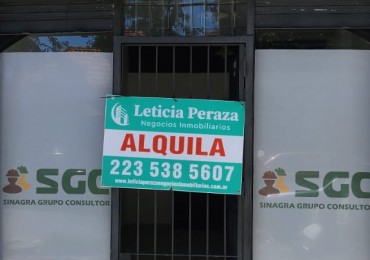 Leticia Peraza
Negocios Inmobiliarios
ALQUILA
223 538 5607
www.leticiaperazanegociosinmobiliarios.com.ar
SGC
SINAGRA GRUPO CONSULTOR
SGC
SINAGRA GRUPO CONSULTOR